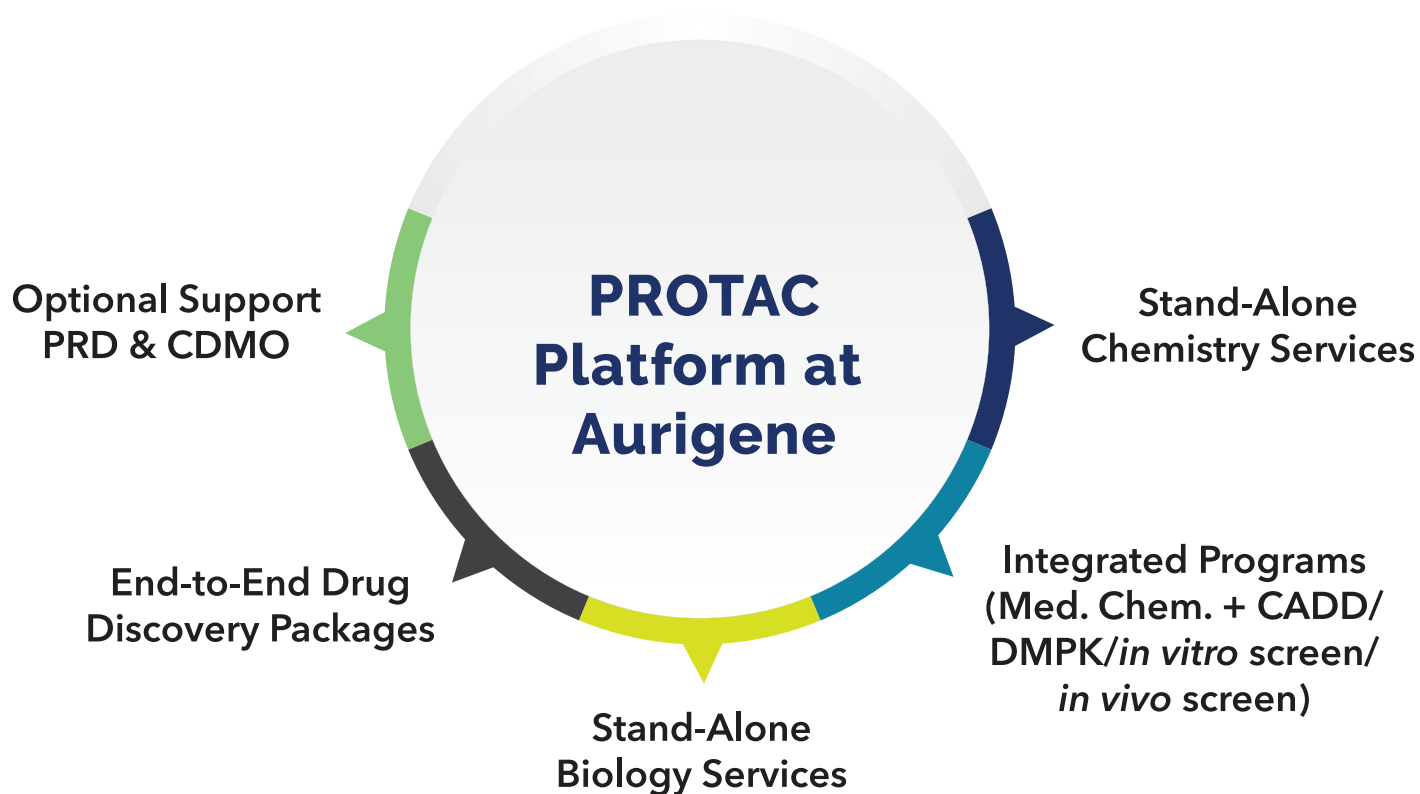 PROTAC
Platform at
Aurigene
Optional Support
PRD & CDMO
Stand-Alone
Chemistry Services
End-to-End Drug
Discovery Packages
Integrated Programs
(Med. Chem. + CADD/
DMPK/in vitro screen/
in vivo screen)
Stand-Alone
Biology Services